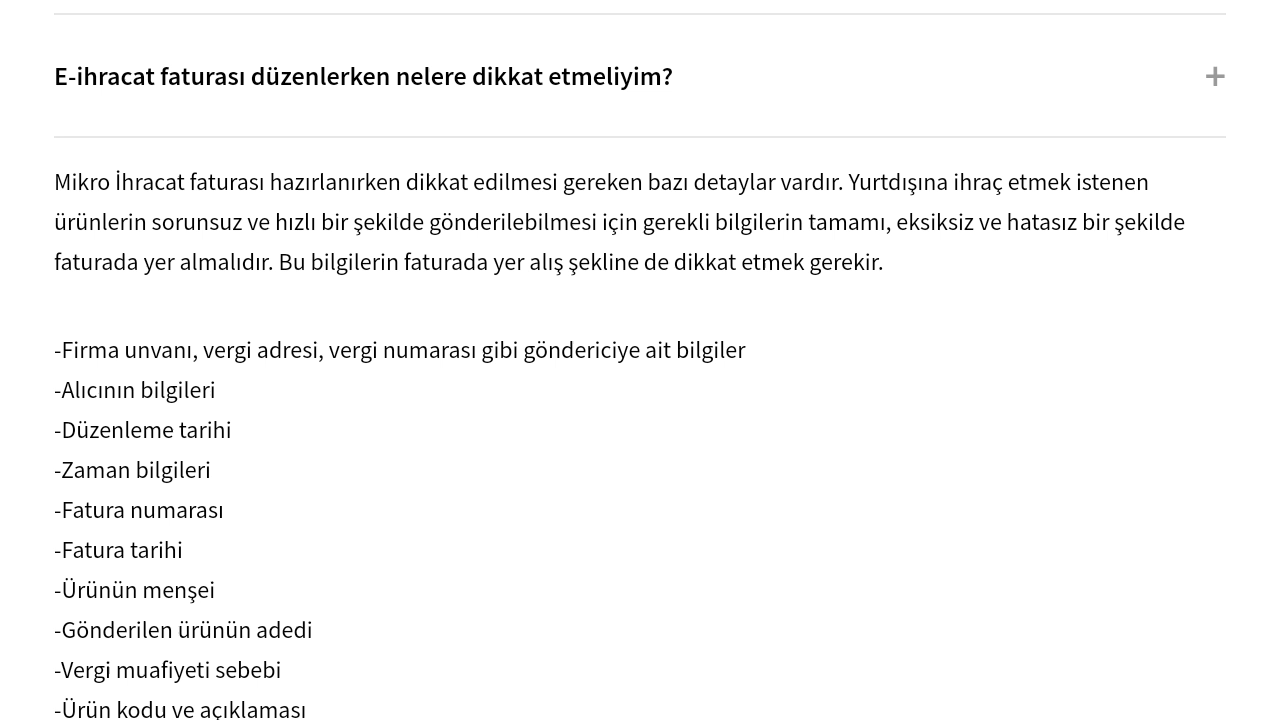 E-ihracat faturası düzenlerken nelere dikkat etmeliyim?
Mikro İhracat faturası hazırlanırken dikkat edilmesi gereken bazı detaylar vardır. Yurtdışına ihraç etmek istenen
ürünlerin sorunsuz ve hızlı bir şekilde gönderilebilmesi için gerekli bilgilerin tamamı, eksiksiz ve hatasız bir şekilde
faturada yer almalıdır. Bu bilgilerin faturada yer alış şekline de dikkat etmek gerekir.
-Firma unvanı, vergi adresi, vergi numarası gibi göndericiye ait bilgiler
-Alıcının bilgileri
-Düzenleme tarihi
-Zaman bilgileri
-Fatura numarası
-Fatura tarihi
-Ürünün menşei
-Gönderilen ürünün adedi
-Vergi muafiyeti sebebi
-Ürün kodu ve açıklaması